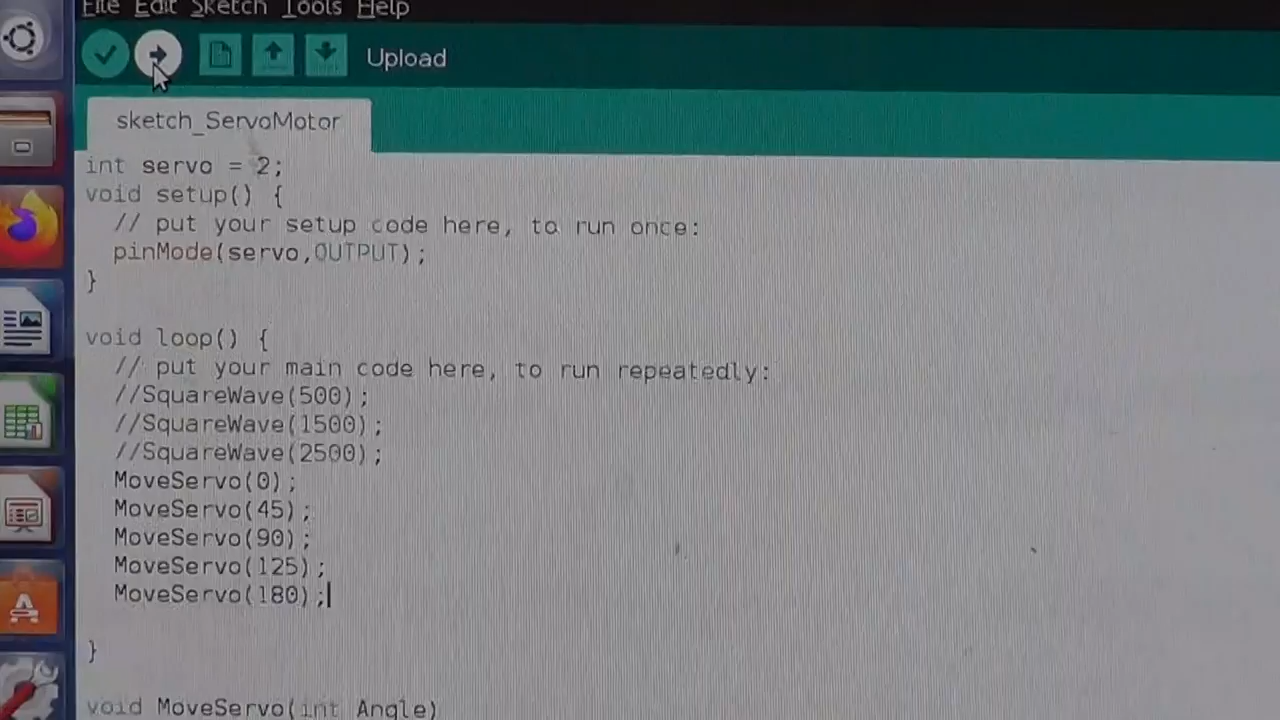 File Edit Sketch Tools Help
Upload
sketch_ServoMotor
int servo = 2;
void setup() {
// put your setup code here, to run once:
pinMode(servo,OUTPUT);
}
void loop() {
// put your main code here, to run repeatedly:
//SquareWave(500);
//SquareWave(1500);
//SquareWave(2500);
MoveServo(0);
MoveServo(45);
MoveServo(90);
MoveServo(125);
MoveServo(180);
}
void MoveServo(int Angle)